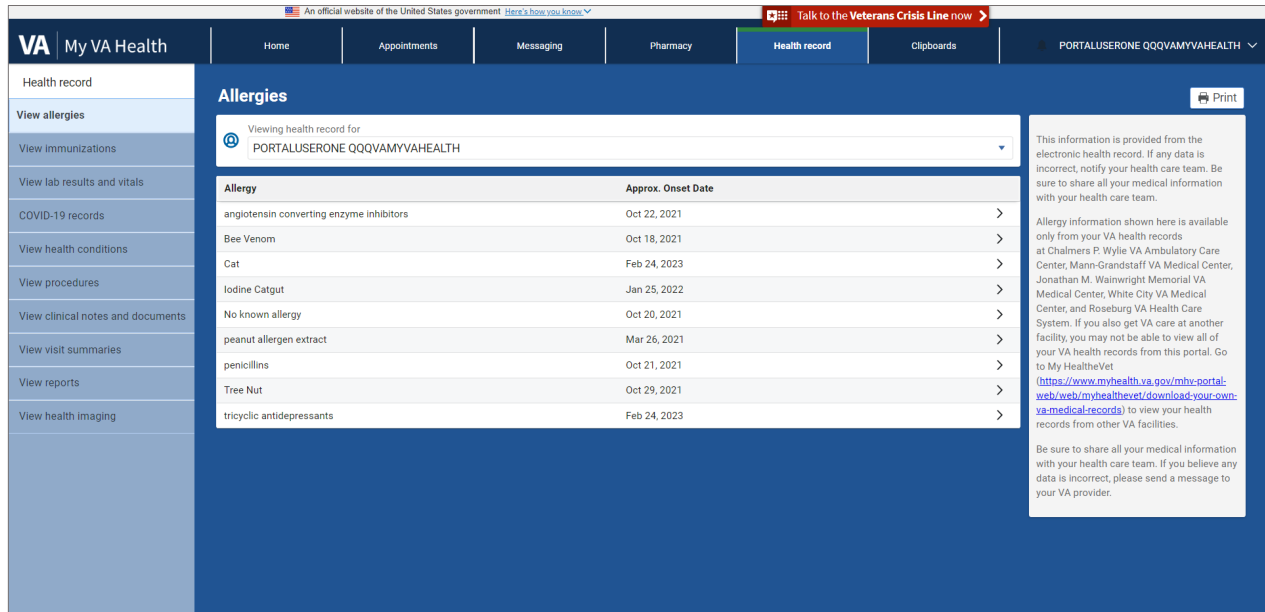 An official website of the United States government Here's how you know
Talk to the Veterans Crisis Line now
VA My VA Health
Home
Appointments
Messaging
Pharmacy
Health record
Clipboards
PORTALUSERONE QQQVAMYVAHEALTH
Health record
View allergies
View immunizations
View lab results and vitals
COVID-19 records
View health conditions
View procedures
View clinical notes and documents
View visit summaries
View reports
View health imaging
Allergies
Print
Viewing health record for
PORTALUSERONE QQQVAMYVAHEALTH
Allergy Approx. Onset Date
angiotensin converting enzyme inhibitors Oct 22, 2021
Bee Venom Oct 18, 2021
Cat Feb 24, 2023
Iodine Catgut Jan 25, 2022
No known allergy Oct 20, 2021
peanut allergen extract Mar 26, 2021
penicillins Oct 21, 2021
Tree Nut Oct 29, 2021
tricyclic antidepressants Feb 24, 2023
This information is provided from the
electronic health record. If any data is
incorrect, notify your health care team. Be
sure to share all your medical information
with your health care team.
Allergy information shown here is available
only from your VA health records
at Chalmers P. Wylie VA Ambulatory Care
Center, Mann-Grandstaff VA Medical Center,
Jonathan M. Wainwright Memorial VA
Medical Center, White City VA Medical
Center, and Roseburg VA Health Care
System. If you also get VA care at another
facility, you may not be able to view all of
your VA health records from this portal. Go
to My HealtheVet
(https://www.myhealth.va.gov/mhv-portal-
web/web/myhealthevet/download-your-own-
va-medical-records) to view your health
records from other VA facilities.
Be sure to share all your medical information
with your health care team. If you believe any
data is incorrect, please send a message to
your VA provider.